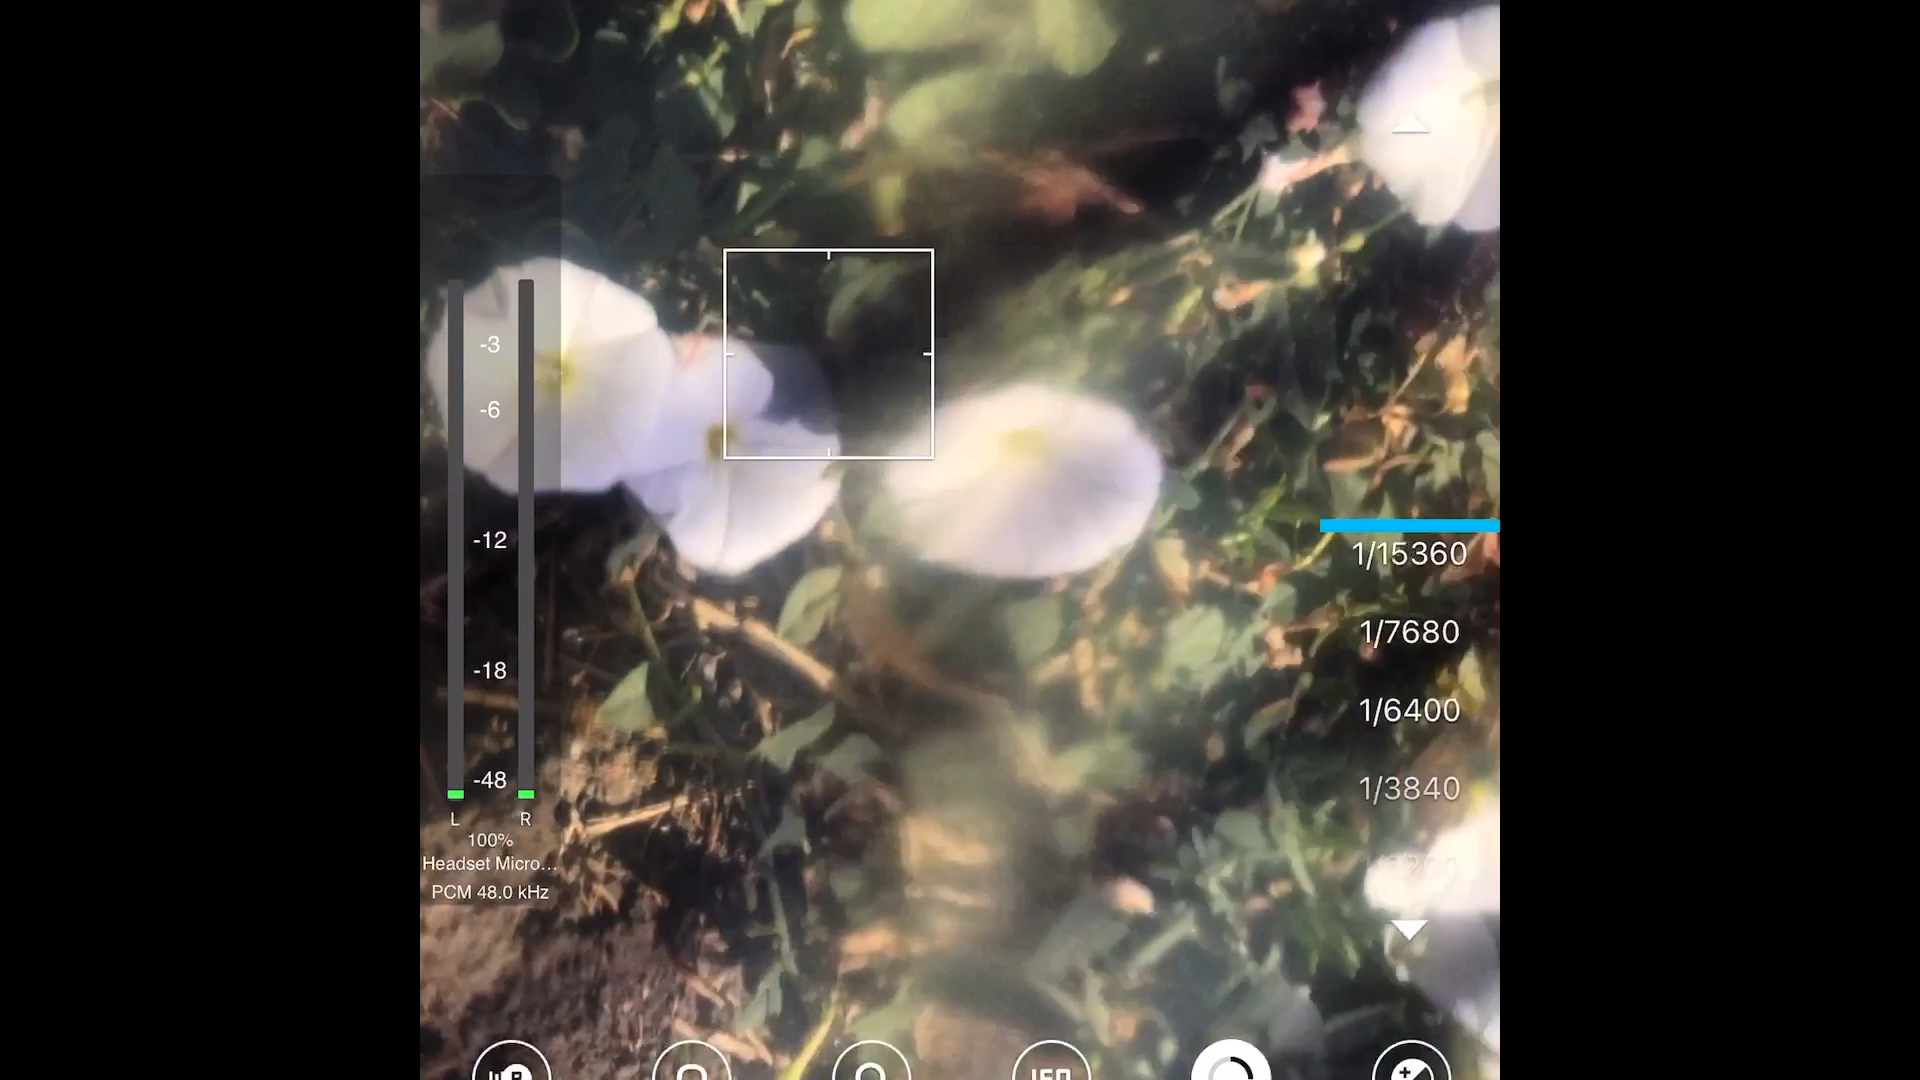 -3
-6
-12
-18
-48
L R
100%
Headset Micro...
PCM 48.0 kHz
1/15360
1/7680
1/6400
1/3840
ISO